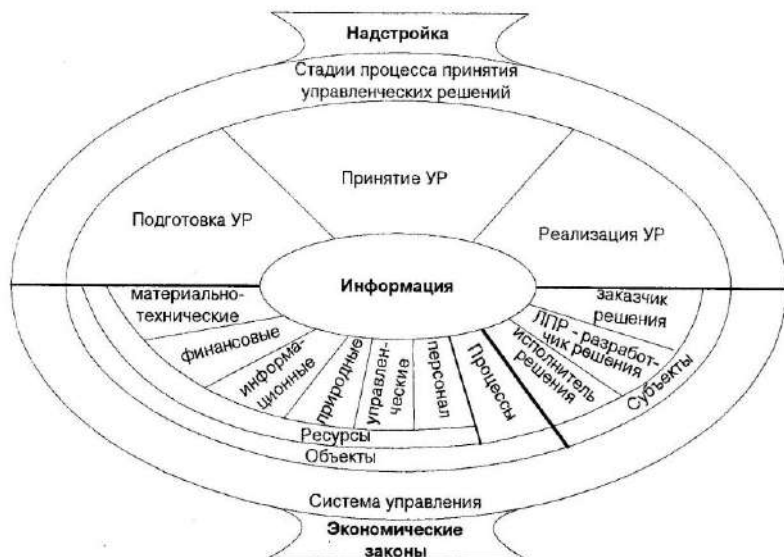 Надстройка
Стадии процесса принятия
управленческих решений
Принятие УР
Подготовка УР
Реализация УР
Информация
материально-
технические
финансовые
информа-
ционные
природные
управлен-
ческие
персонал
Процессы
исполнитель
решения
ЛПР - разработ-
чик решения
заказчик
решения
Субъекты
Ресурсы
Объекты
Система управления
Экономические
законы